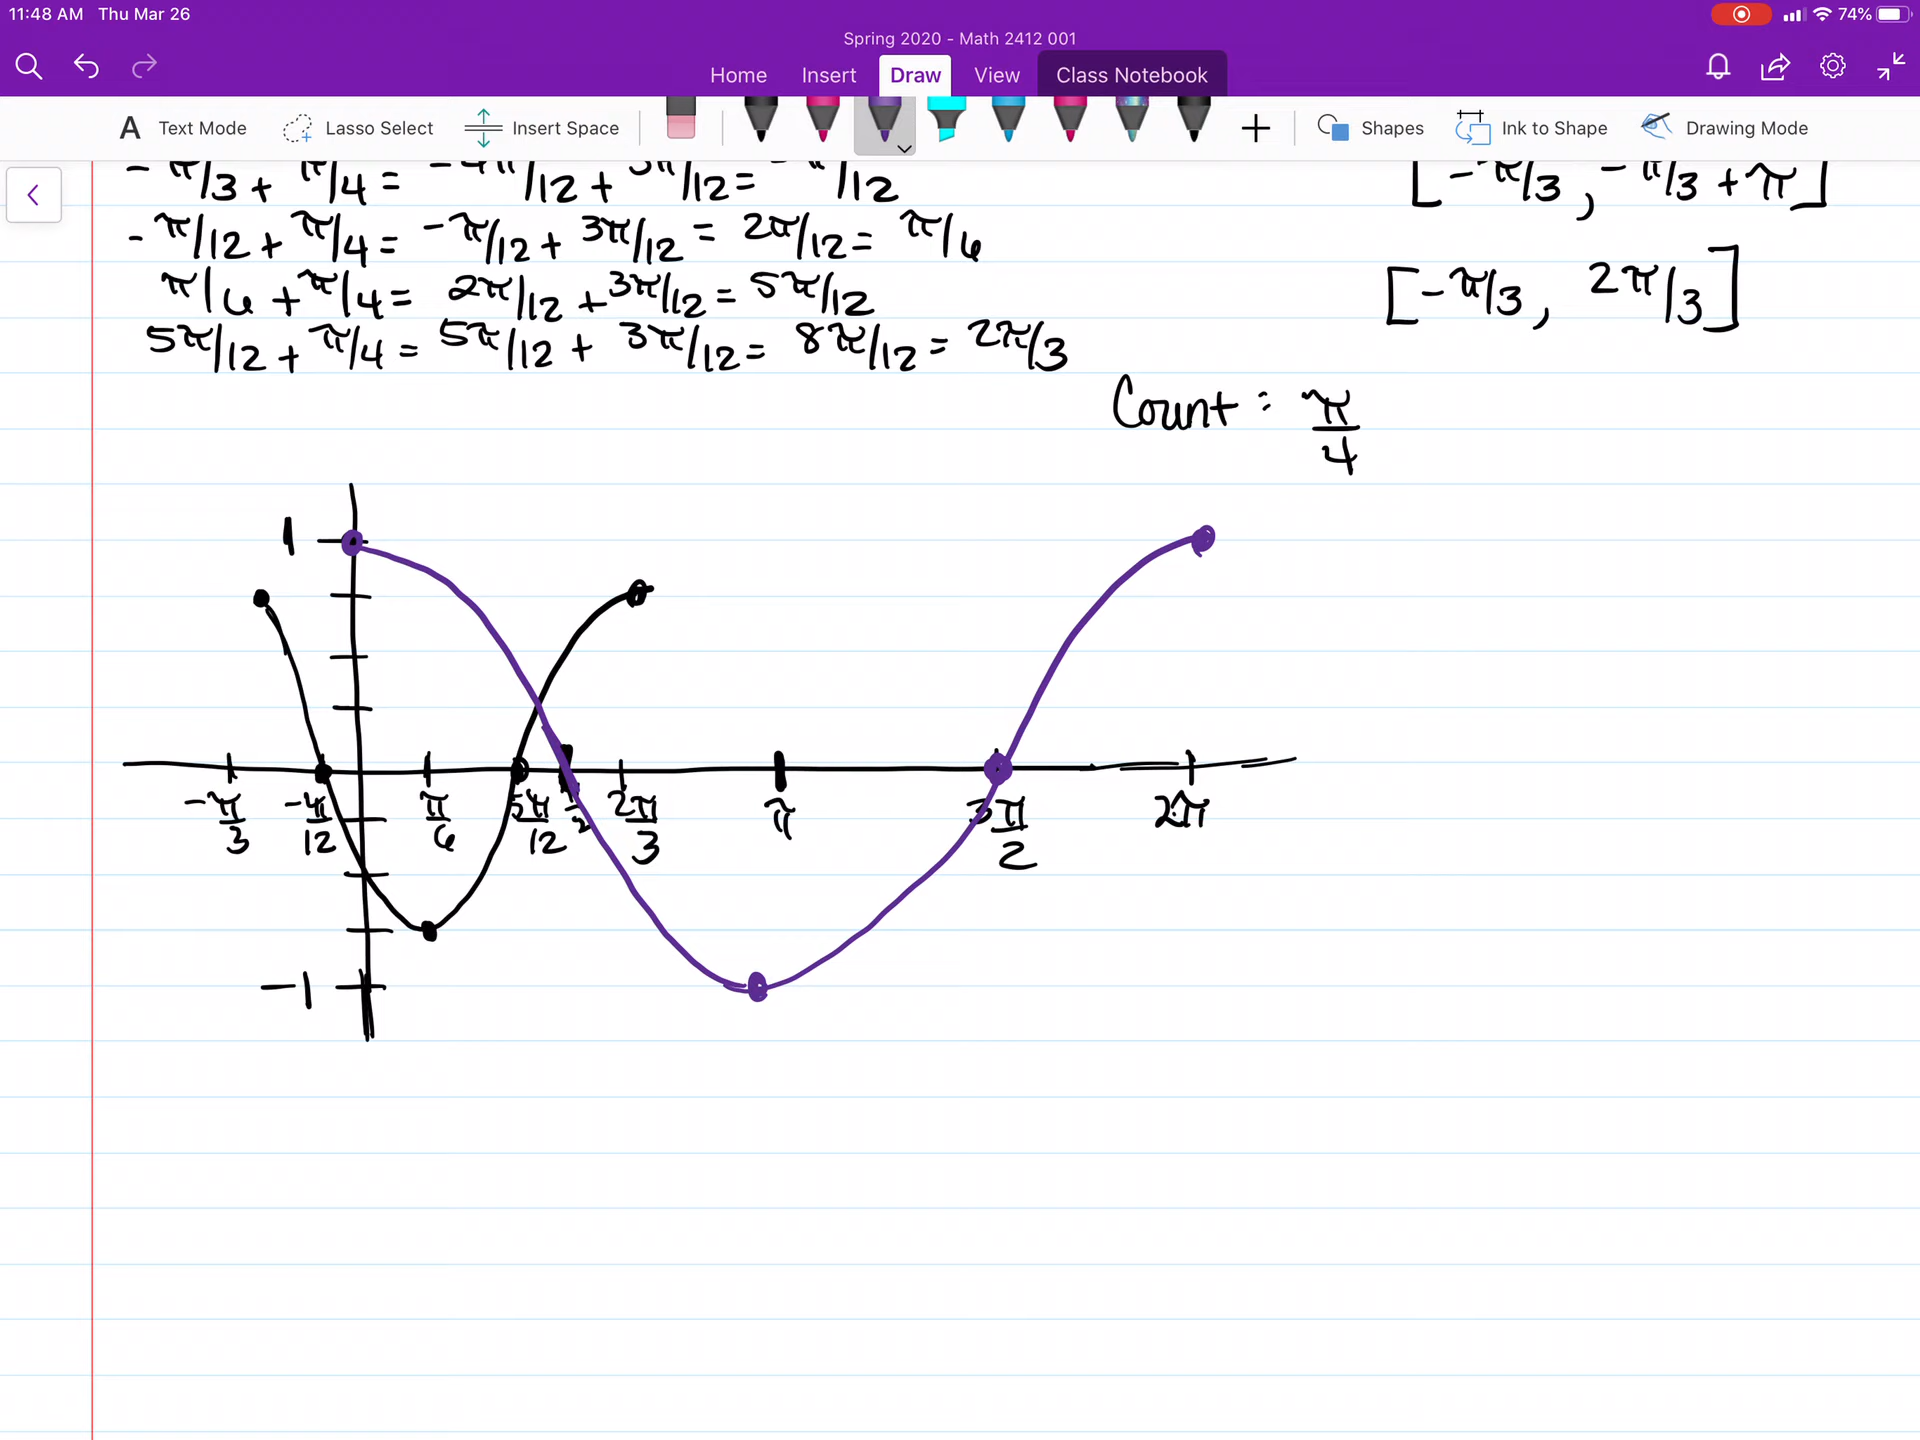 11:48 AM Thu Mar 26
74%
Spring 2020 - Math 2412 001
Home Insert Draw View Class Notebook
A Text Mode Lasso Select Insert Space Shapes Ink to Shape Drawing Mode
- π/3 + π/4 = -4π/12 + 3π/12 = -π/12
[-π/3, -π/3 + π]
- π/12 + π/4 = -π/12 + 3π/12 = 2π/12 = π/6
π/6 + π/4 = 2π/12 + 3π/12 = 5π/12
[-π/3, 2π/3]
5π/12 + π/4 = 5π/12 + 3π/12 = 8π/12 = 2π/3
Count = π/4
1
-π/3 π/6 5π/12 2π/3 π 3π/2 2π
-1